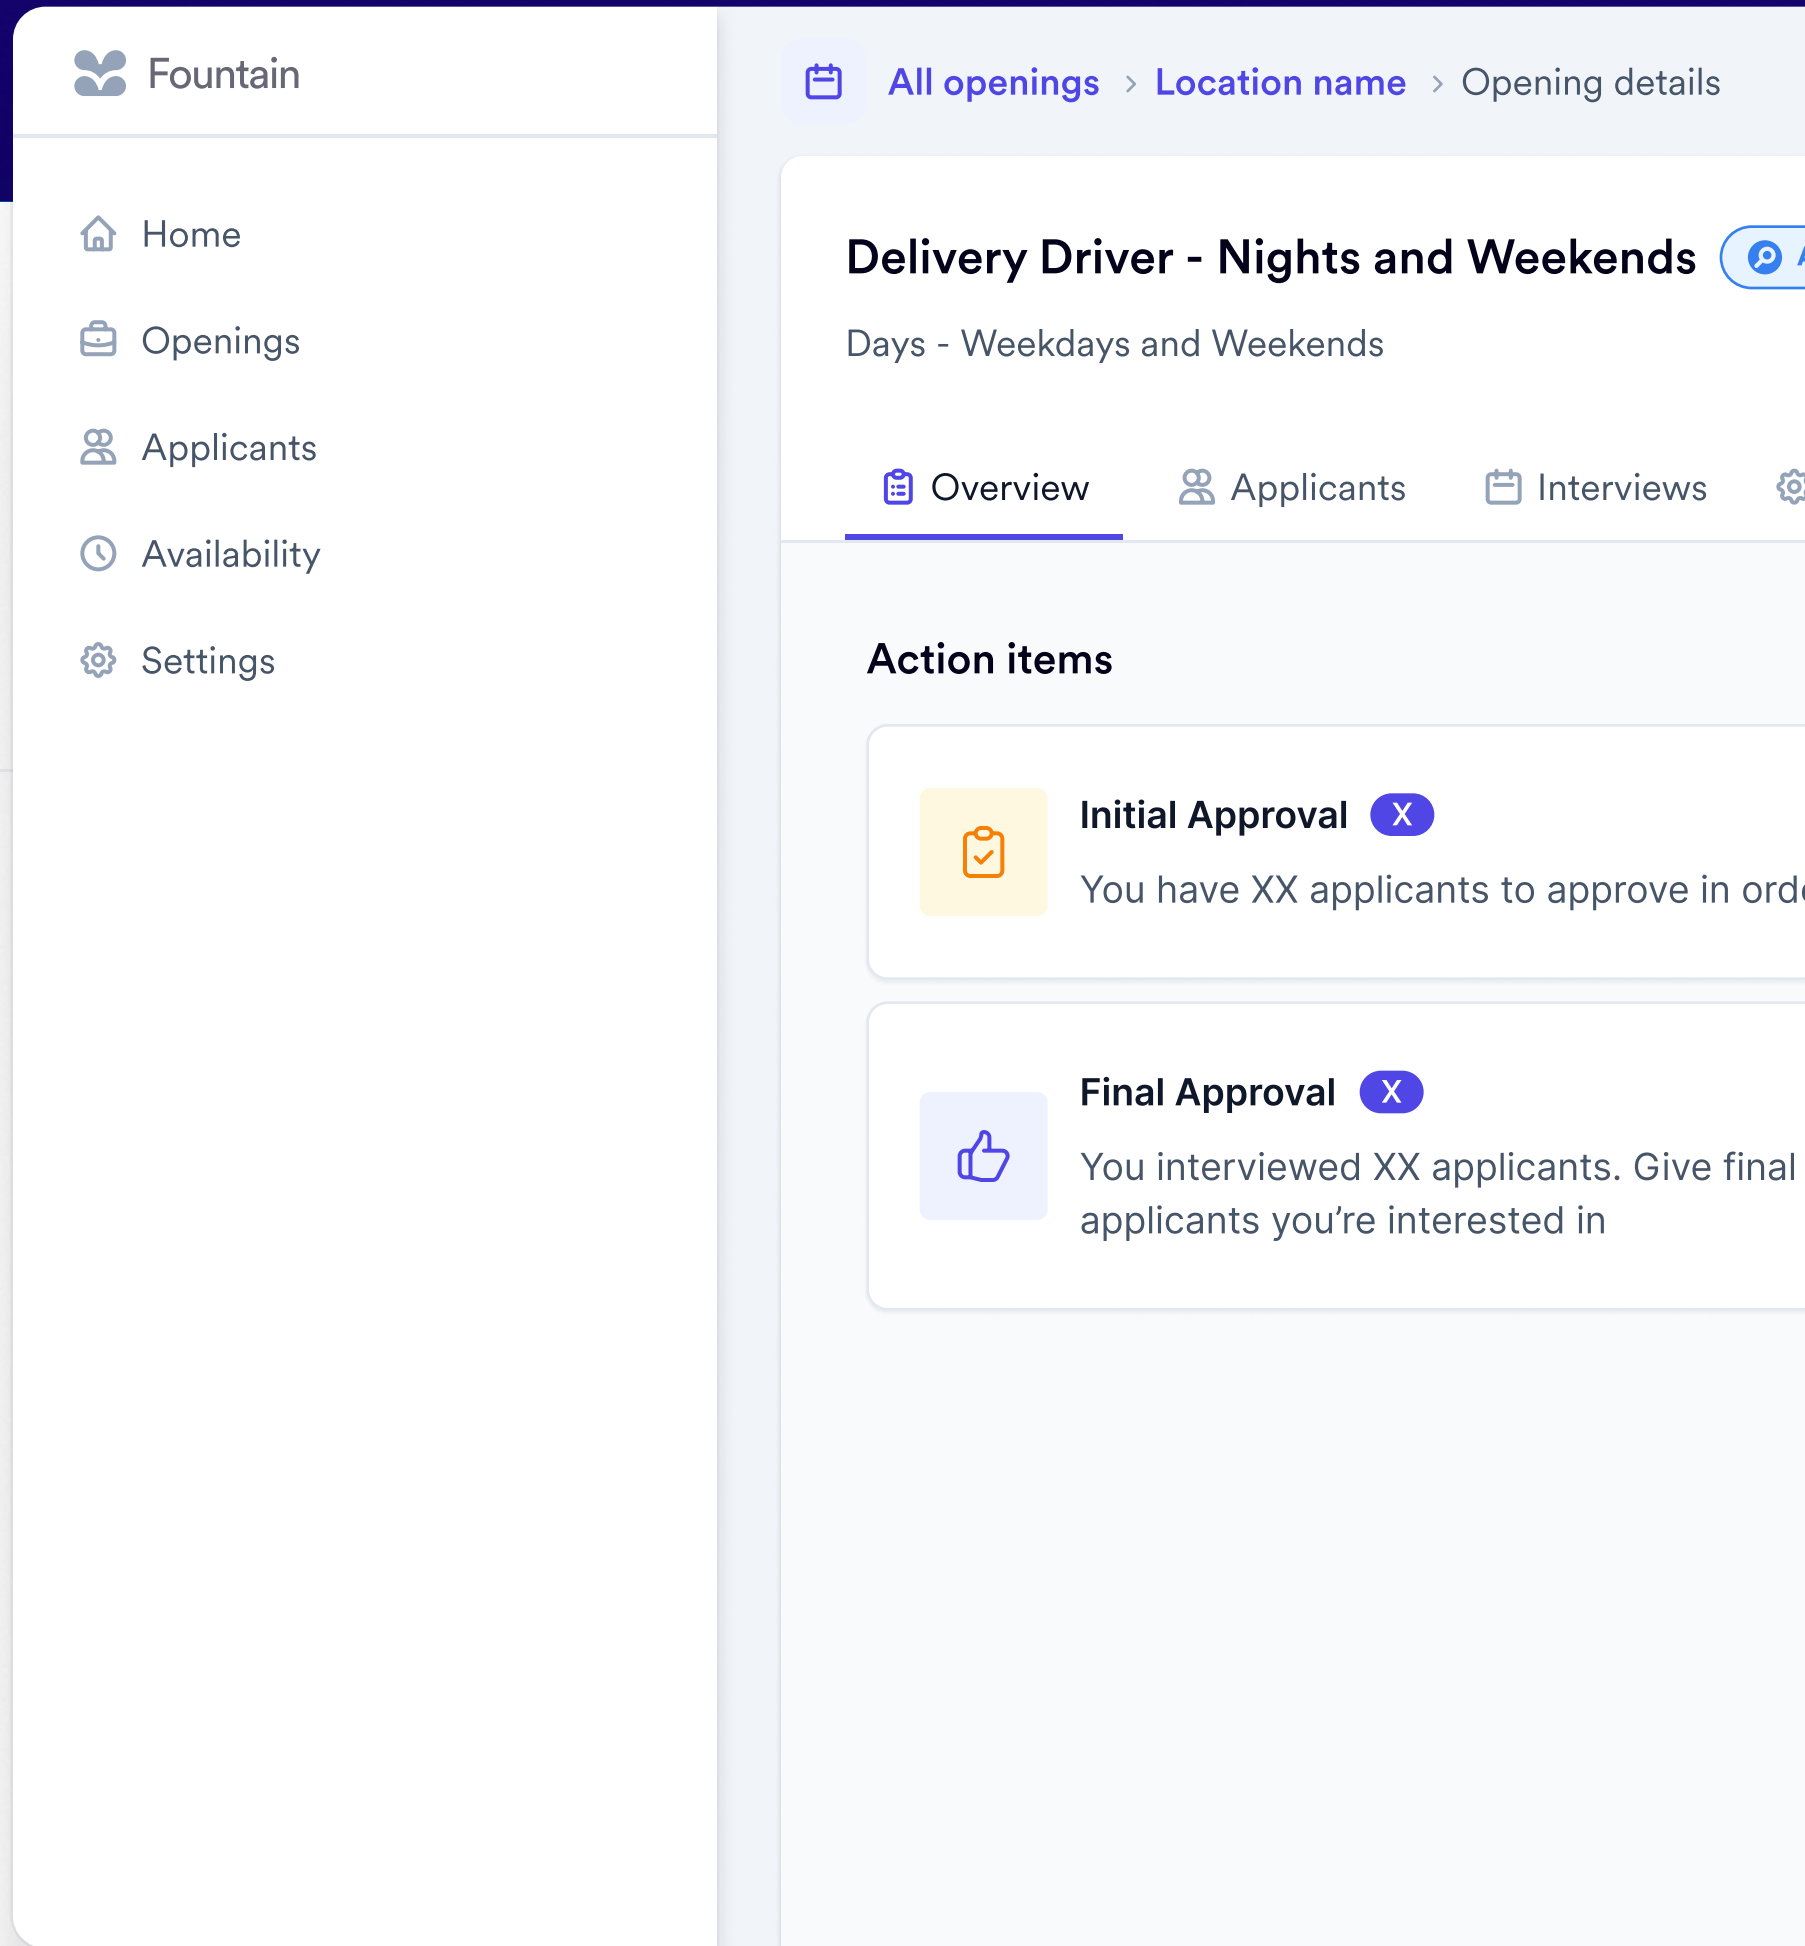 Fountain
Home
Openings
Applicants
Availability
Settings
All openings > Location name > Opening details
Delivery Driver - Nights and Weekends
Days - Weekdays and Weekends
Overview Applicants Interviews
Action items
Initial Approval X
You have XX applicants to approve in
Final Approval X
You interviewed XX applicants. Give final
applicants you’re interested in